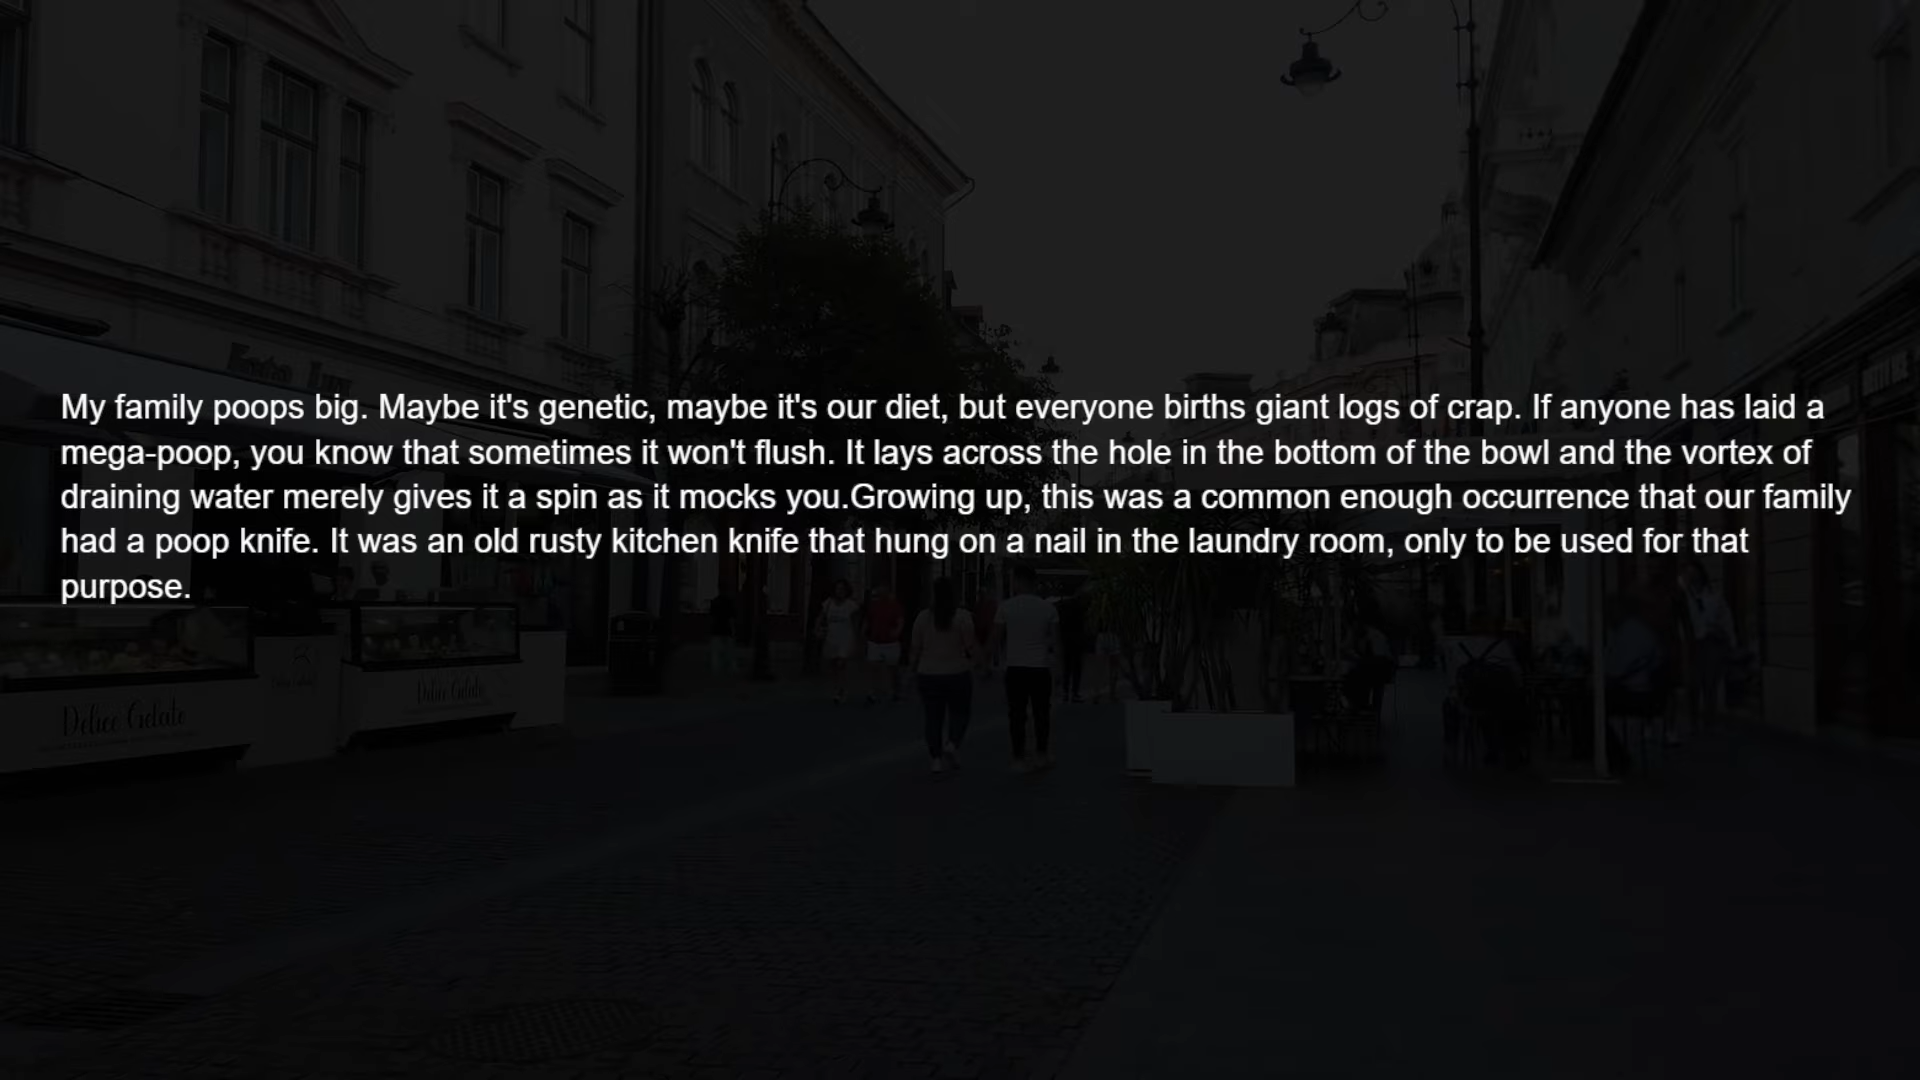 My family poops big. Maybe it's genetic, maybe it's our diet, but everyone births giant logs of crap. If anyone has laid a
mega-poop, you know that sometimes it won't flush. It lays across the hole in the bottom of the bowl and the vortex of
draining water merely gives it a spin as it mocks you.Growing up, this was a common enough occurrence that our family
had a poop knife. It was an old rusty kitchen knife that hung on a nail in the laundry room, only to be used for that
purpose.
Delice Gelato
Delice Gelato